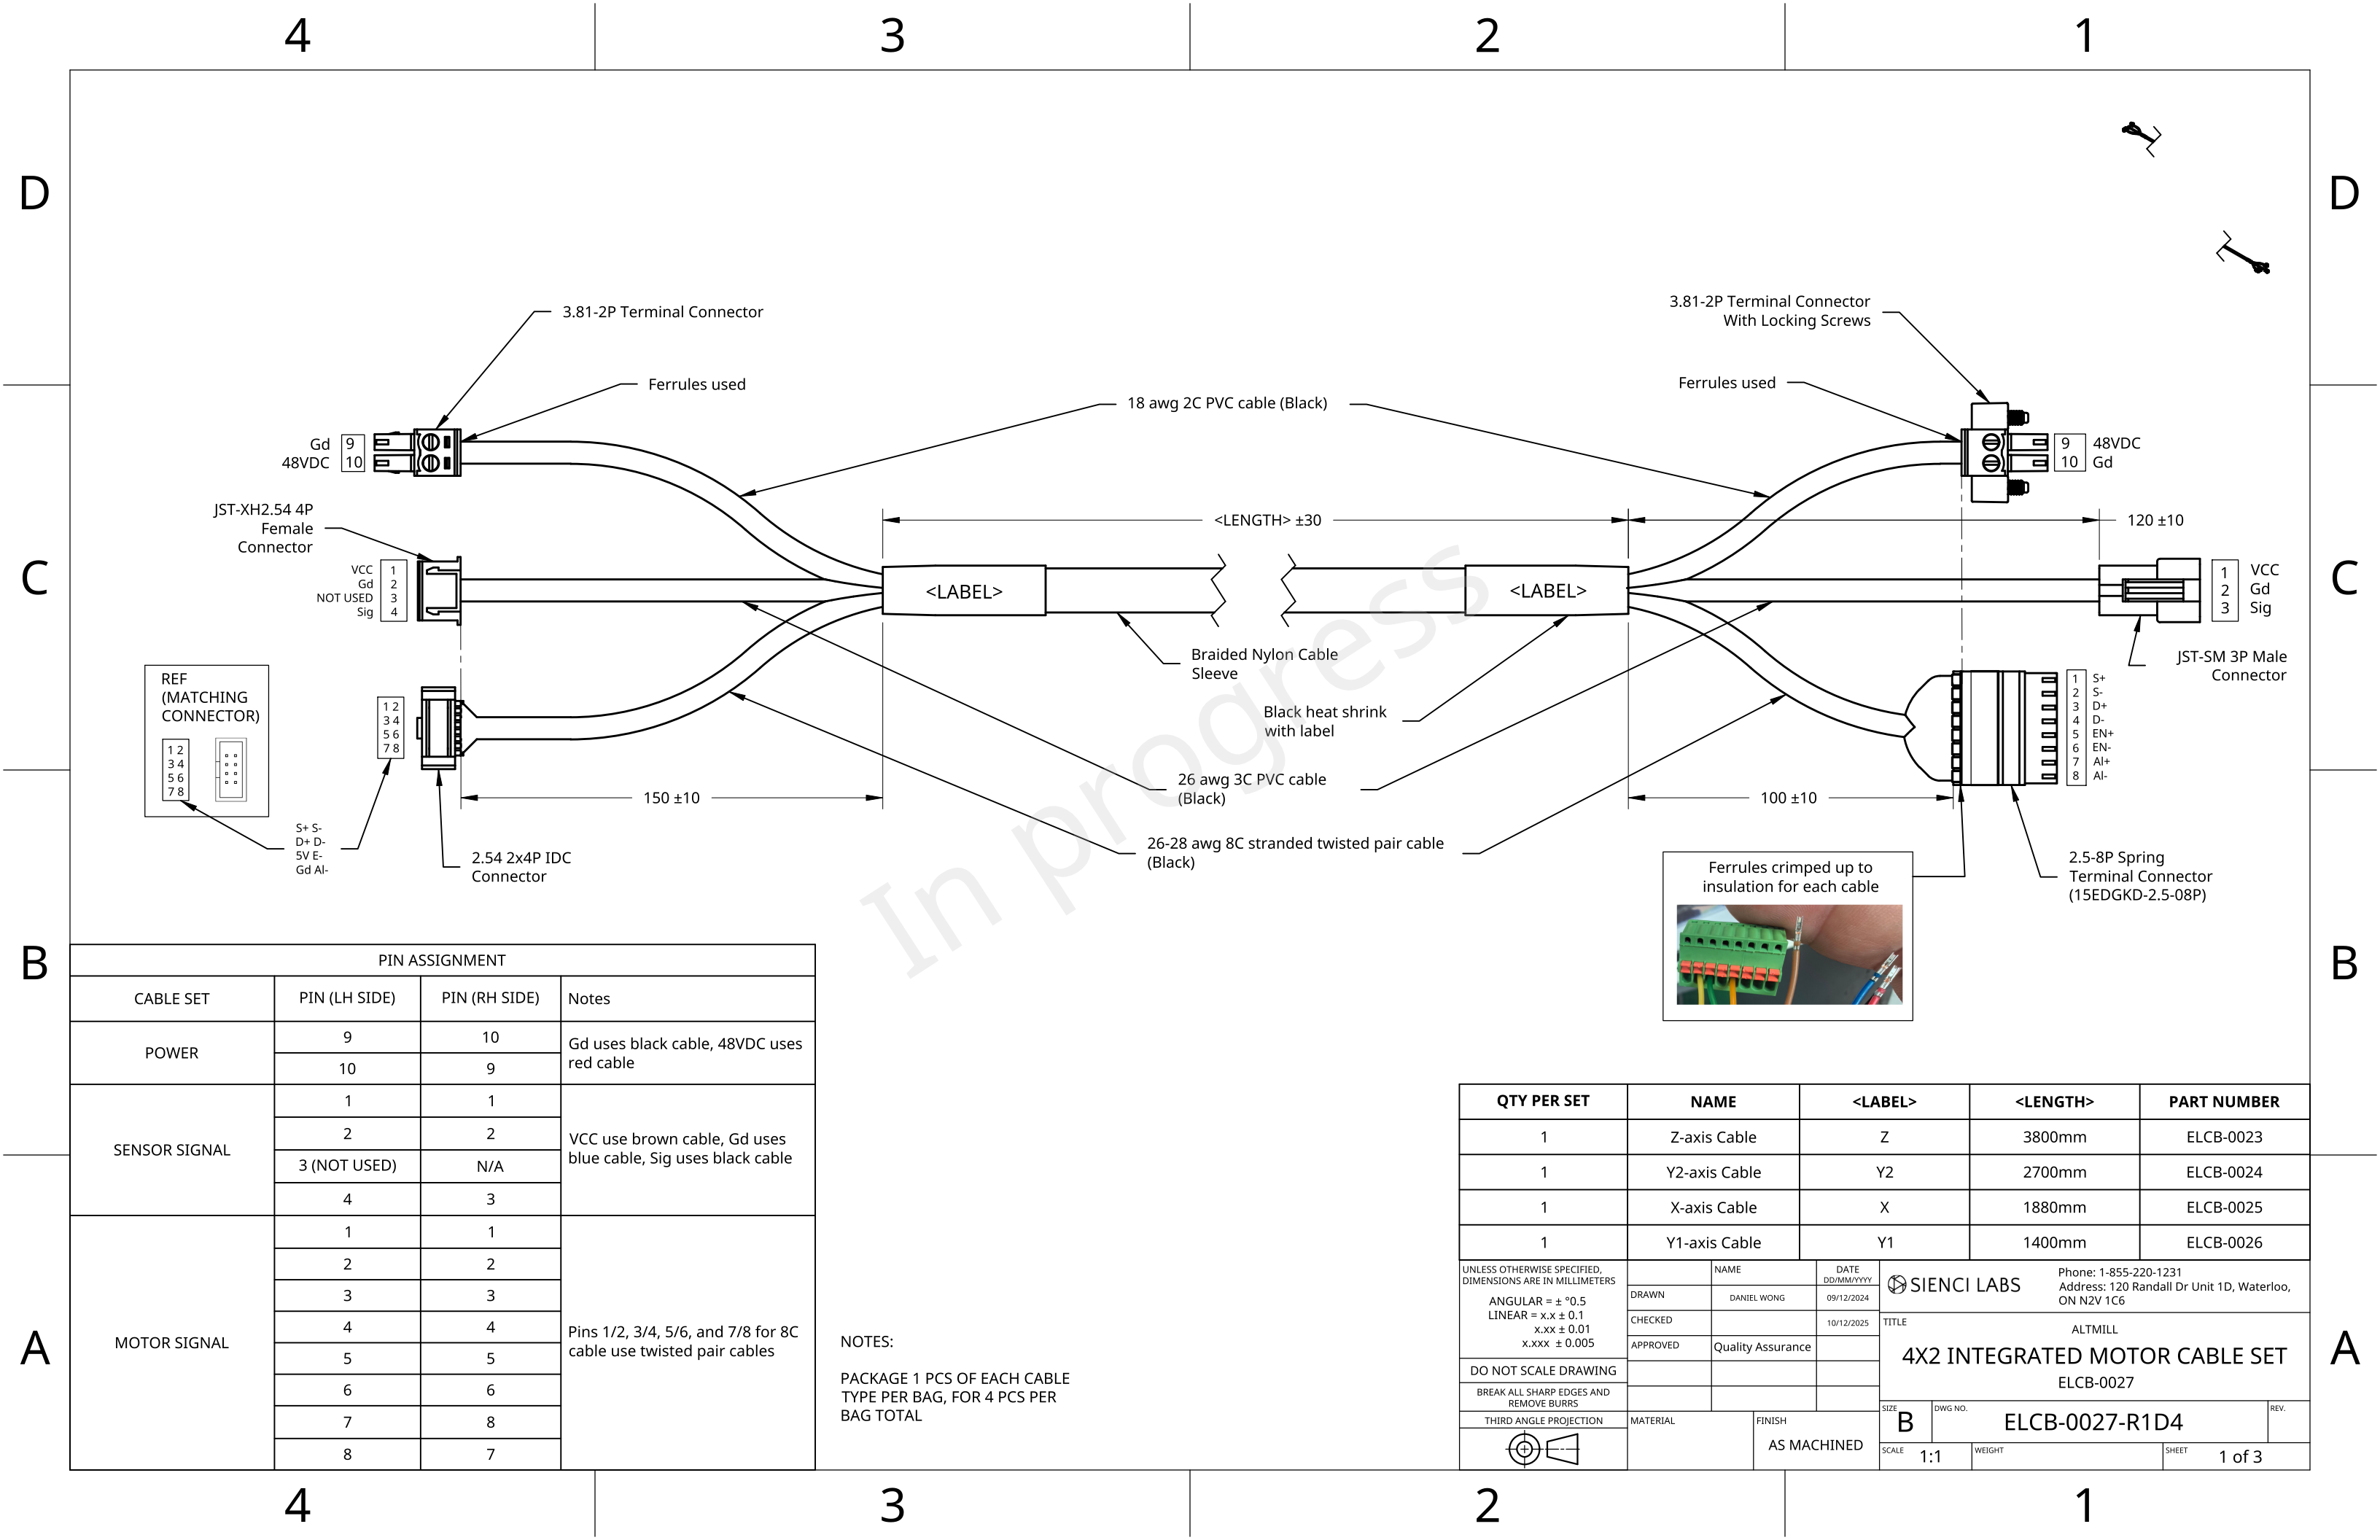 4 3 2 1
D D
C C
B B
A A
3.81-2P Terminal Connector
Ferrules used
18 awg 2C PVC cable (Black)
3.81-2P Terminal Connector
With Locking Screws
Ferrules used
Gd 9
48VDC 10
9 48VDC
10 Gd
JST-XH2.54 4P
Female
Connector
VCC 1
Gd 2
NOT USED 3
Sig 4
<LENGTH> ±30
120 ±10
<LABEL>
<LABEL>
1 VCC
2 Gd
3 Sig
JST-SM 3P Male
Connector
Braided Nylon Cable
Sleeve
Black heat shrink
with label
REF
(MATCHING
CONNECTOR)
1 2
3 4
5 6
7 8
1 2
3 4
5 6
7 8
S+ S-
D+ D-
5V E-
Gd Al-
2.54 2x4P IDC
Connector
150 ±10
26 awg 3C PVC cable
(Black)
26-28 awg 8C stranded twisted pair cable
(Black)
100 ±10
1 S+
2 S-
3 D+
4 D-
5 EN+
6 EN-
7 Al+
8 Al-
2.5-8P Spring
Terminal Connector
(15EDGKD-2.5-08P)
Ferrules crimped up to
insulation for each cable
In progress
PIN ASSIGNMENT
CABLE SET PIN (LH SIDE) PIN (RH SIDE) Notes
POWER
9 10
10 9
Gd uses black cable, 48VDC uses
red cable
SENSOR SIGNAL
1 1
2 2
3 (NOT USED) N/A
4 3
VCC use brown cable, Gd uses
blue cable, Sig uses black cable
MOTOR SIGNAL
1 1
2 2
3 3
4 4
5 5
6 6
7 8
8 7
Pins 1/2, 3/4, 5/6, and 7/8 for 8C
cable use twisted pair cables
NOTES:
PACKAGE 1 PCS OF EACH CABLE
TYPE PER BAG, FOR 4 PCS PER
BAG TOTAL
QTY PER SET NAME <LABEL> <LENGTH> PART NUMBER
1 Z-axis Cable Z 3800mm ELCB-0023
1 Y2-axis Cable Y2 2700mm ELCB-0024
1 X-axis Cable X 1880mm ELCB-0025
1 Y1-axis Cable Y1 1400mm ELCB-0026
UNLESS OTHERWISE SPECIFIED,
DIMENSIONS ARE IN MILLIMETERS
ANGULAR = ± °0.5
LINEAR = x.x ± 0.1
x.xx ± 0.01
x.xxx ± 0.005
DO NOT SCALE DRAWING
BREAK ALL SHARP EDGES AND
REMOVE BURRS
THIRD ANGLE PROJECTION
NAME DATE
DD/MM/YYYY
DRAWN DANIEL WONG 09/12/2024
CHECKED 10/12/2025
APPROVED Quality Assurance
MATERIAL
FINISH
AS MACHINED
SIENCI LABS
Phone: 1-855-220-1231
Address: 120 Randall Dr Unit 1D, Waterloo,
ON N2V 1C6
TITLE
ALTMILL
4X2 INTEGRATED MOTOR CABLE SET
ELCB-0027
SIZE B
DWG NO. ELCB-0027-R1D4
REV.
SCALE 1:1
WEIGHT
SHEET 1 of 3
4 3 2 1